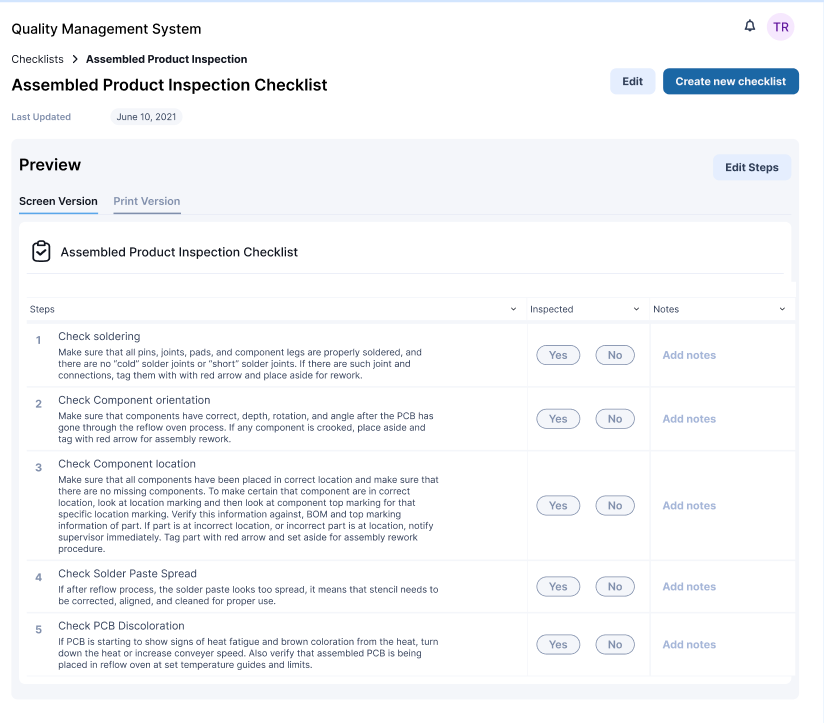 Quality Management System
TR
Checklists > Assembled Product Inspection
Assembled Product Inspection Checklist
Edit
Create new checklist
Last Updated
June 10, 2021
Preview
Edit Steps
Screen Version
Print Version
Assembled Product Inspection Checklist
Steps
Inspected
Notes
1
Check soldering
Make sure that all pins, joints, pads, and component legs are properly soldered, and
there are no “cold” solder joints or “short” solder joints. If there are such joint and
connections, tag them with with red arrow and place aside for rework.
Yes
No
Add notes
2
Check Component orientation
Make sure that components have correct, depth, rotation, and angle after the PCB has
gone through the reflow oven process. If any component is crooked, place aside and
tag with red arrow for assembly rework.
Yes
No
Add notes
3
Check Component location
Make sure that all components have been placed in correct location and make sure that
there are no missing components. To make certain that component are in correct
location, look at location marking and then look at component top marking for that
specific location marking. Verify this information against, BOM and top marking
information of part. If part is at incorrect location, or incorrect part is at location, notify
supervisor immediately. Tag part with red arrow and set aside for assembly rework
procedure.
Yes
No
Add notes
4
Check Solder Paste Spread
If after reflow process, the solder paste looks too spread, it means that stencil needs to
be corrected, aligned, and cleaned for proper use.
Yes
No
Add notes
5
Check PCB Discoloration
If PCB is starting to show signs of heat fatigue and brown coloration from the heat, turn
down the heat or increase conveyer speed. Also verify that assembled PCB is being
placed in reflow oven at set temperature guides and limits.
Yes
No
Add notes